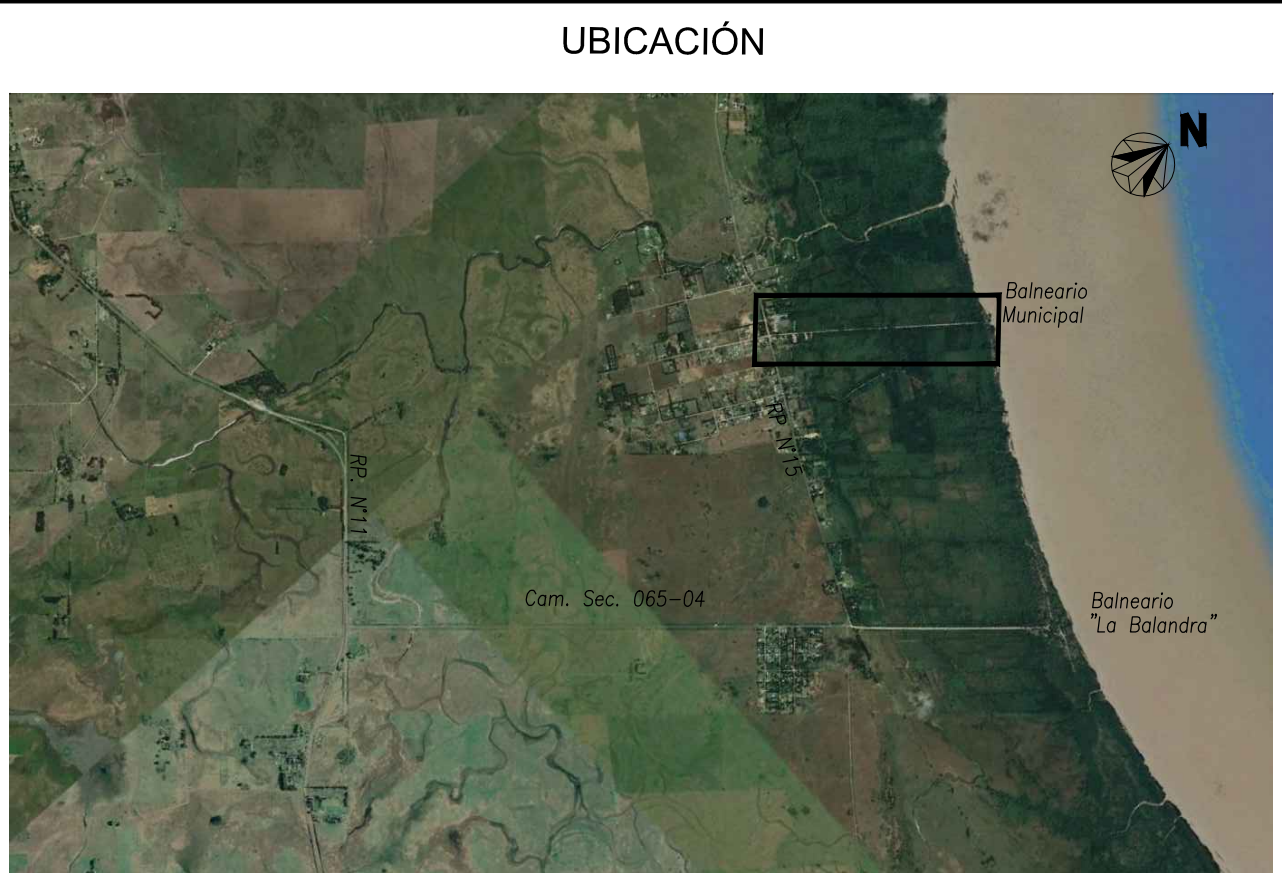 UBICACIÓN
N
Balneario
Municipal
RP. N°15
RP. N°11
Cam. Sec. 065-04
Balneario
"La Balandra"